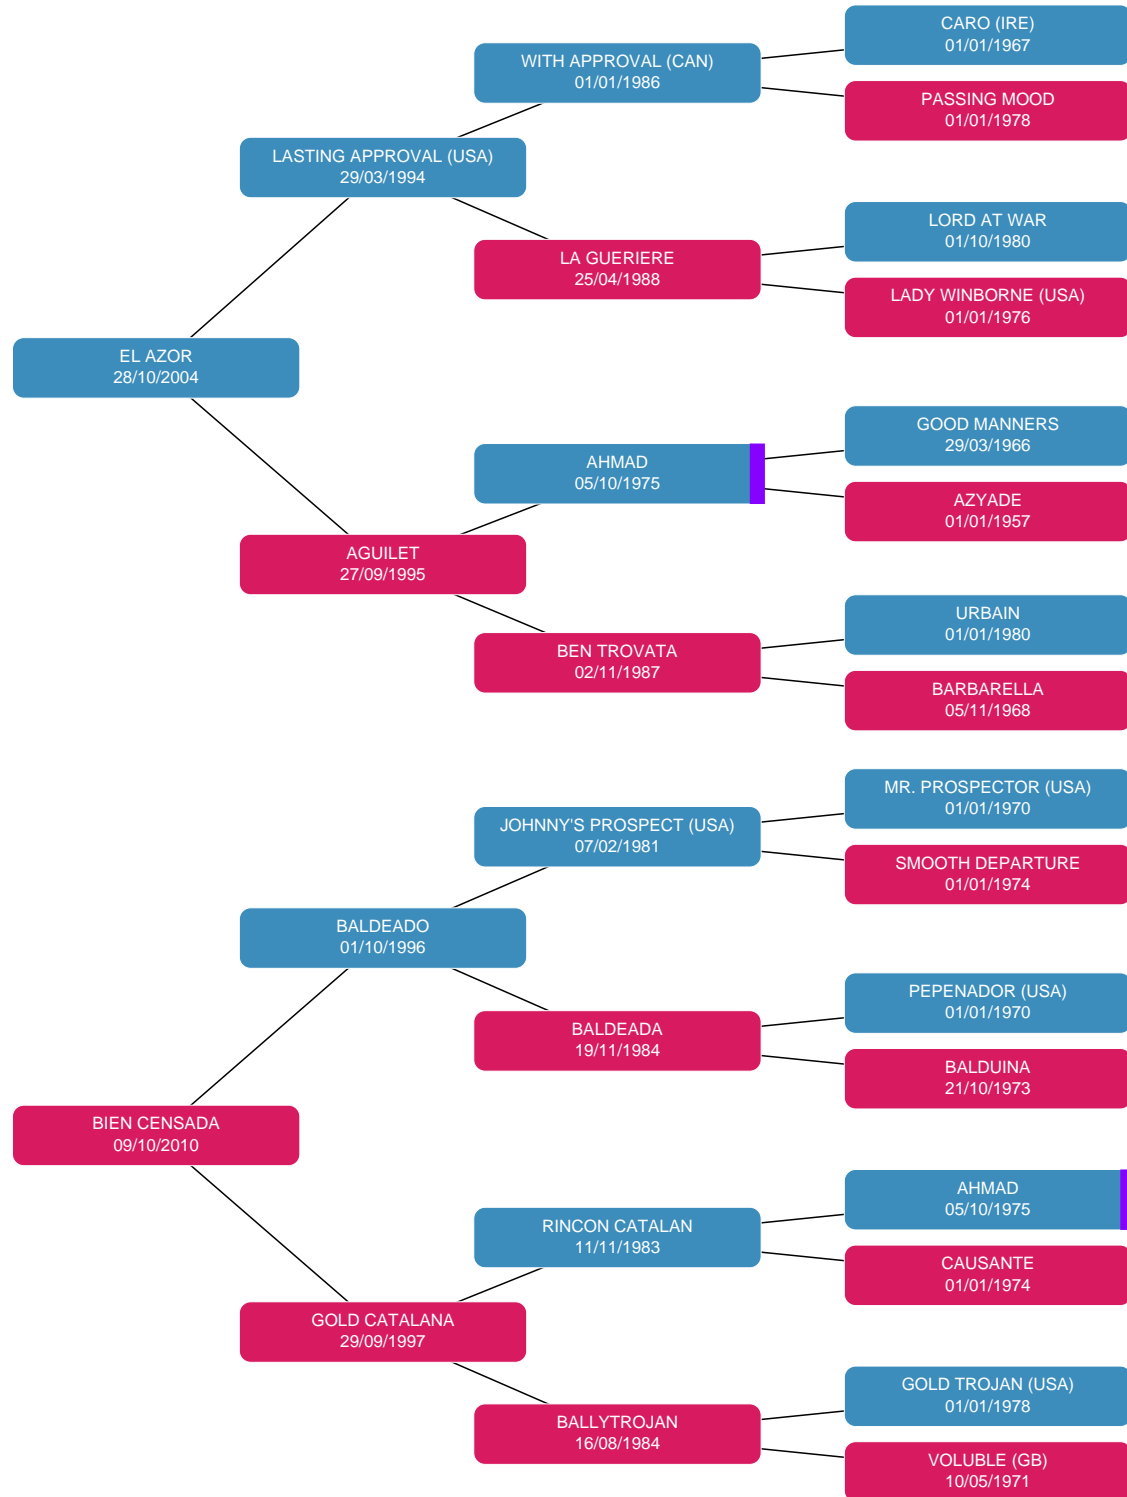 CARO (IRE)
01/01/1967
WITH APPROVAL (CAN)
01/01/1986
PASSING MOOD
01/01/1978
LASTING APPROVAL (USA)
29/03/1994
LORD AT WAR
01/10/1980
LA GUERIERE
25/04/1988
LADY WINBORNE (USA)
01/01/1976
EL AZOR
28/10/2004
GOOD MANNERS
29/03/1966
AHMAD
05/10/1975
AZYADE
01/01/1957
AGUILET
27/09/1995
URBAIN
01/01/1980
BEN TROVATA
02/11/1987
BARBARELLA
05/11/1968
MR. PROSPECTOR (USA)
01/01/1970
JOHNNY'S PROSPECT (USA)
07/02/1981
SMOOTH DEPARTURE
01/01/1974
BALDEADO
01/10/1996
PEPENADOR (USA)
01/01/1970
BALDEADA
19/11/1984
BALDUINA
21/10/1973
BIEN CENSADA
09/10/2010
AHMAD
05/10/1975
RINCON CATALAN
11/11/1983
CAUSANTE
01/01/1974
GOLD CATALANA
29/09/1997
GOLD TROJAN (USA)
01/01/1978
BALLYTROJAN
16/08/1984
VOLUBLE (GB)
10/05/1971